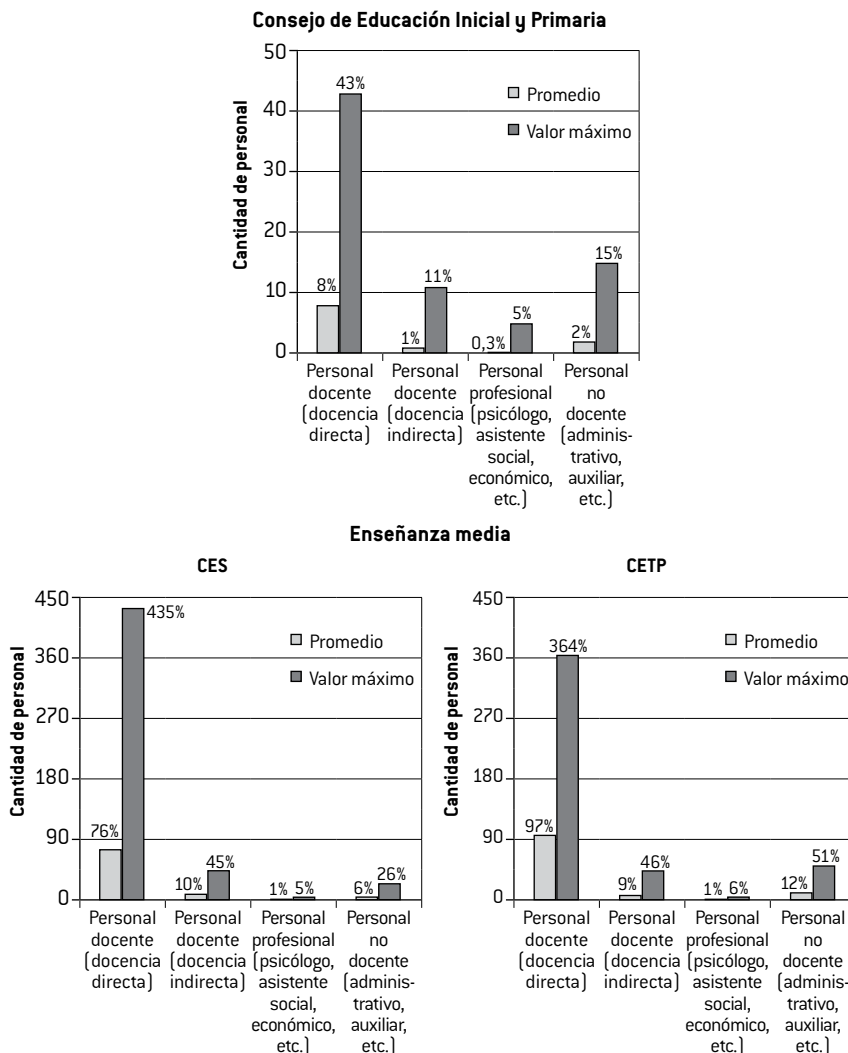 Consejo de Educación Inicial y Primaria
Cantidad de personal
50
40
30
20
10
0
Promedio
Valor máximo
8%
43%
1%
11%
0,3%
5%
2%
15%
Personal
docente
(docencia
directa)
Personal
docente
(docencia
indirecta)
Personal
profesional
(psicólogo,
asistente
social,
económico,
etc.)
Personal
no
docente
(adminis-
trativo,
auxiliar,
etc.)
Enseñanza media
CES
Cantidad de personal
450
360
270
180
90
0
Promedio
Valor máximo
76%
435%
10%
45%
1%
5%
6%
26%
Personal
docente
(docencia
directa)
Personal
docente
(docencia
indirecta)
Personal
profesional
(psicólogo,
asistente
social,
económico,
etc.)
Personal
no
docente
(adminis-
trativo,
auxiliar,
etc.)
CETP
Cantidad de personal
450
360
270
180
90
0
Promedio
Valor máximo
97%
364%
9%
46%
1%
6%
12%
51%
Personal
docente
(docencia
directa)
Personal
docente
(docencia
indirecta)
Personal
profesional
(psicólogo,
asistente
social,
económico,
etc.)
Personal
no
docente
(adminis-
trativo,
auxiliar,
etc.)